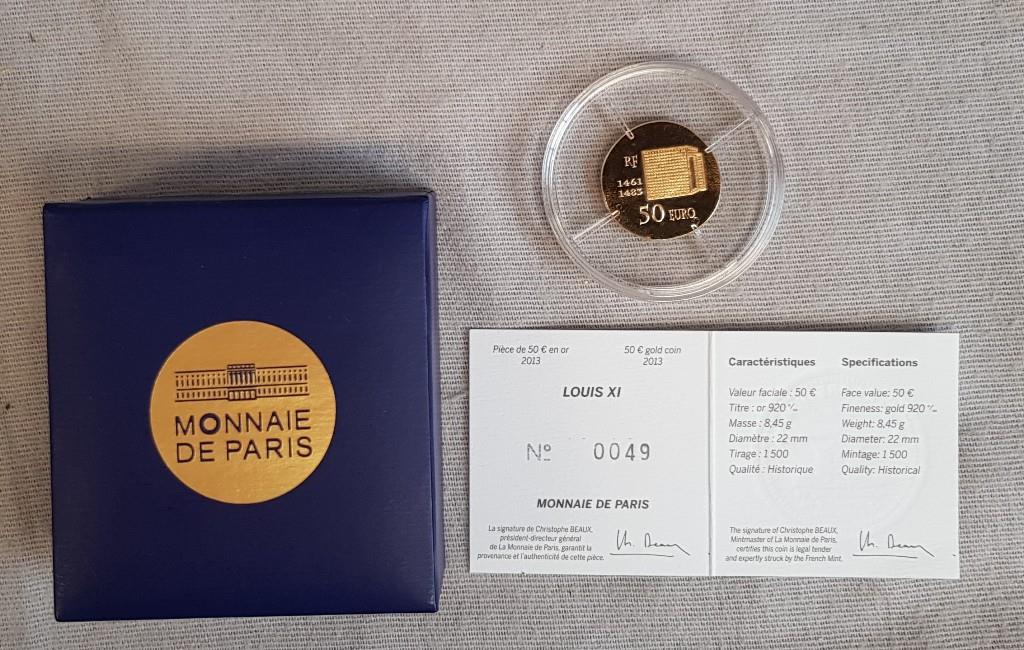 MONNAIE
DE PARIS
RF
1461
1483
50 EURO
Pièce de 50 € en or
2013
50 € gold coin
2013
LOUIS XI
Nº 0049
MONNAIE DE PARIS
La signature de Christophe BEAUX,
président-directeur général
de La Monnaie de Paris, garantit la
provenance et l'authenticité de cette pièce.
Ch. Beaux
Caractéristiques
Valeur faciale : 50 €
Titre : or 920 ‰
Masse : 8,45 g
Diamètre : 22 mm
Tirage : 1 500
Qualité : Historique
Specifications
Face value: 50 €
Fineness: gold 920 ‰
Weight: 8,45 g
Diameter: 22 mm
Mintage: 1 500
Quality: Historical
The signature of Christophe BEAUX,
Mintmaster of La Monnaie de Paris,
certifies this coin is legal tender
and expertly struck by the French Mint.
Ch. Beaux